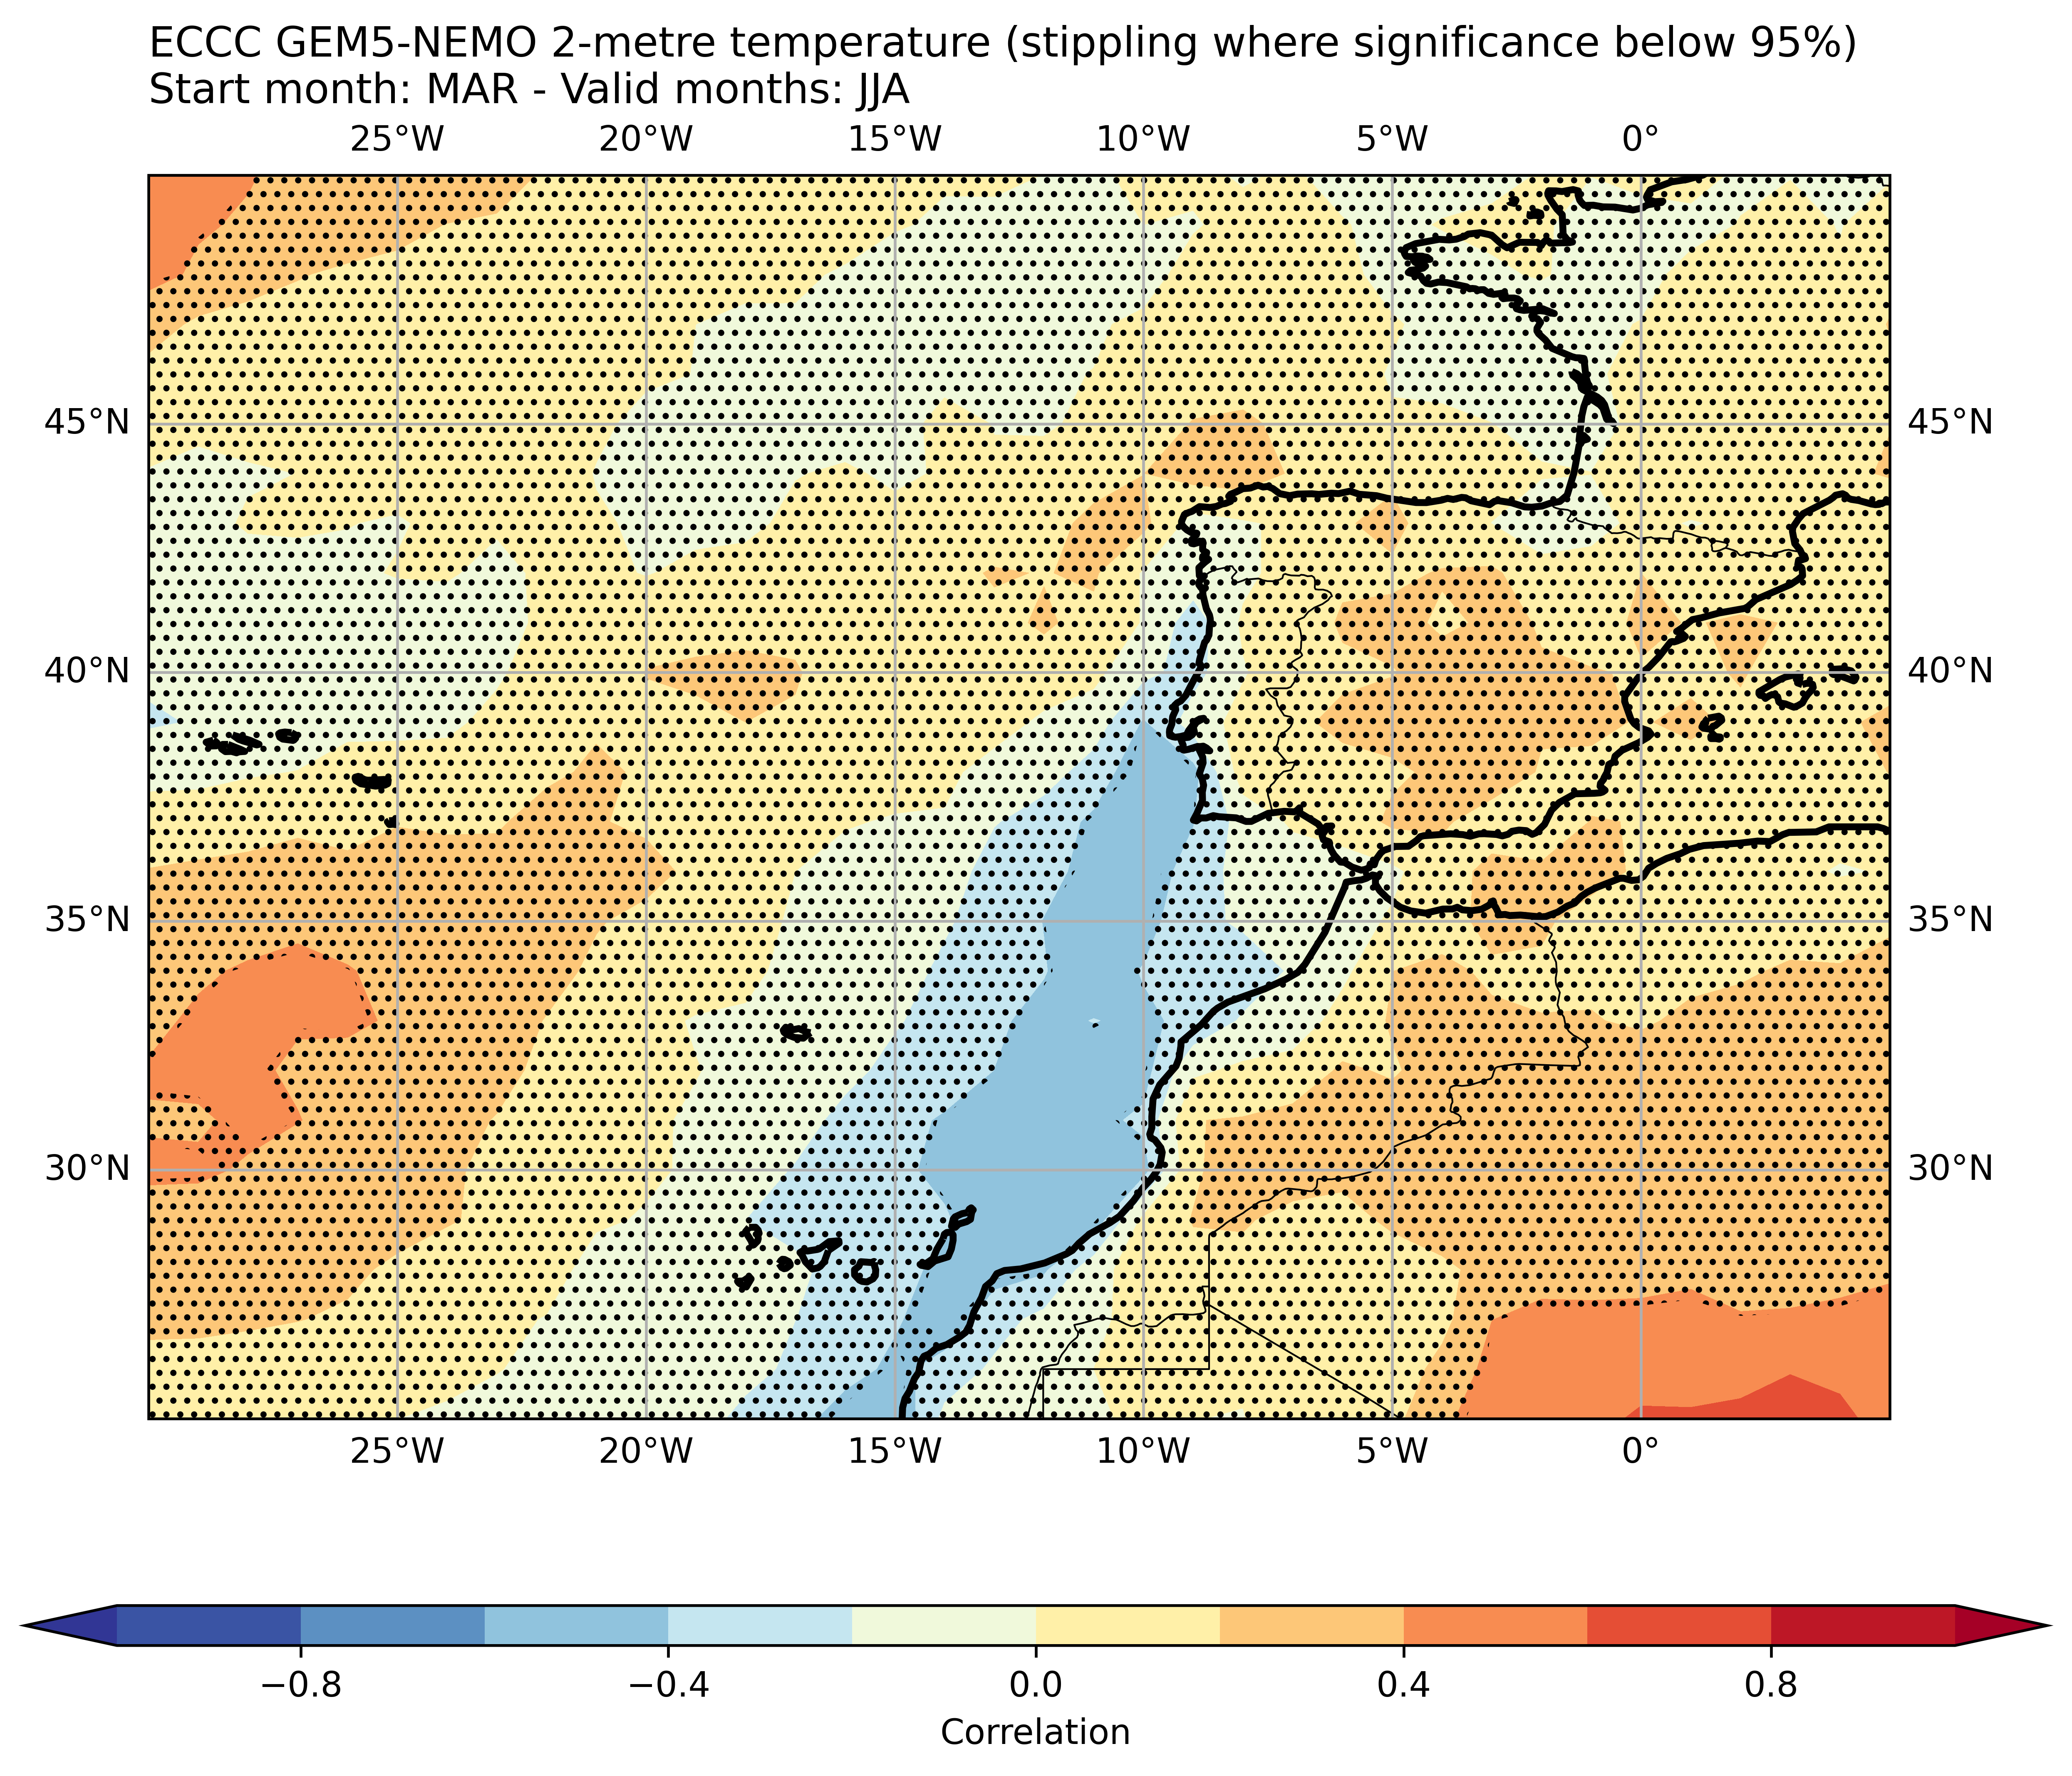 ECCC GEM5-NEMO 2-metre temperature (stippling where significance below 95%)
Start month: MAR - Valid months: JJA
25°W 20°W 15°W 10°W 5°W 0°
45°N 45°N
40°N 40°N
35°N 35°N
30°N 30°N
25°W 20°W 15°W 10°W 5°W 0°
−0.8 −0.4 0.0 0.4 0.8
Correlation